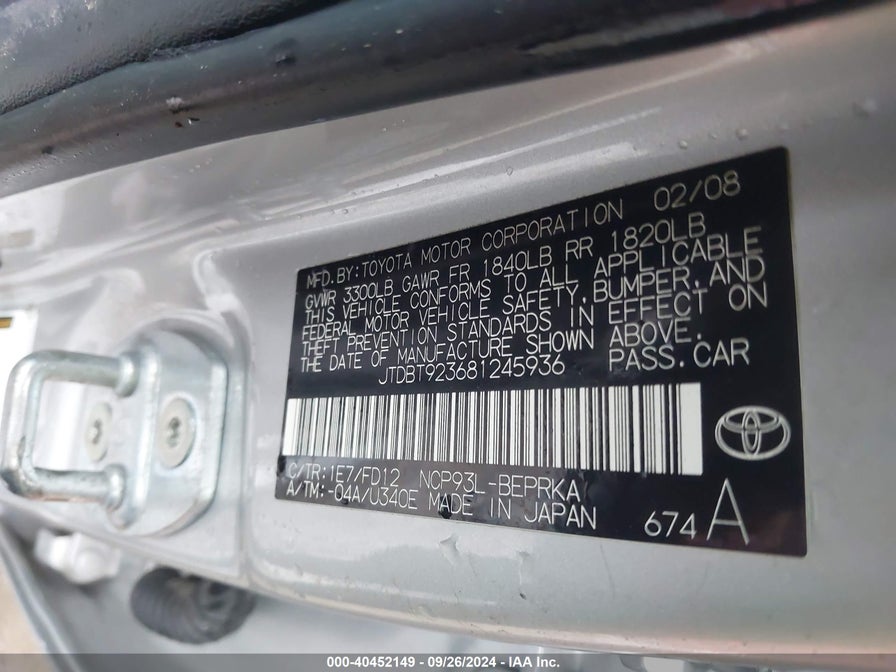 MFD.BY:TOYOTA MOTOR CORPORATION 02/08
GVWR 3300LB GAWR FR 1840LB RR 1820LB
THIS VEHICLE CONFORMS TO ALL APPLICABLE
FEDERAL MOTOR VEHICLE SAFETY,BUMPER,AND
THEFT PREVENTION STANDARDS IN EFFECT ON
THE DATE OF MANUFACTURE SHOWN ABOVE.
JTDBT923681245936 PASS.CAR
C/TR:1E7/FD12 NCP93L-BEPRKA
A/TM:-04A/U340E MADE IN JAPAN
674 A
000-40452149 - 09/26/2024 - IAA Inc.